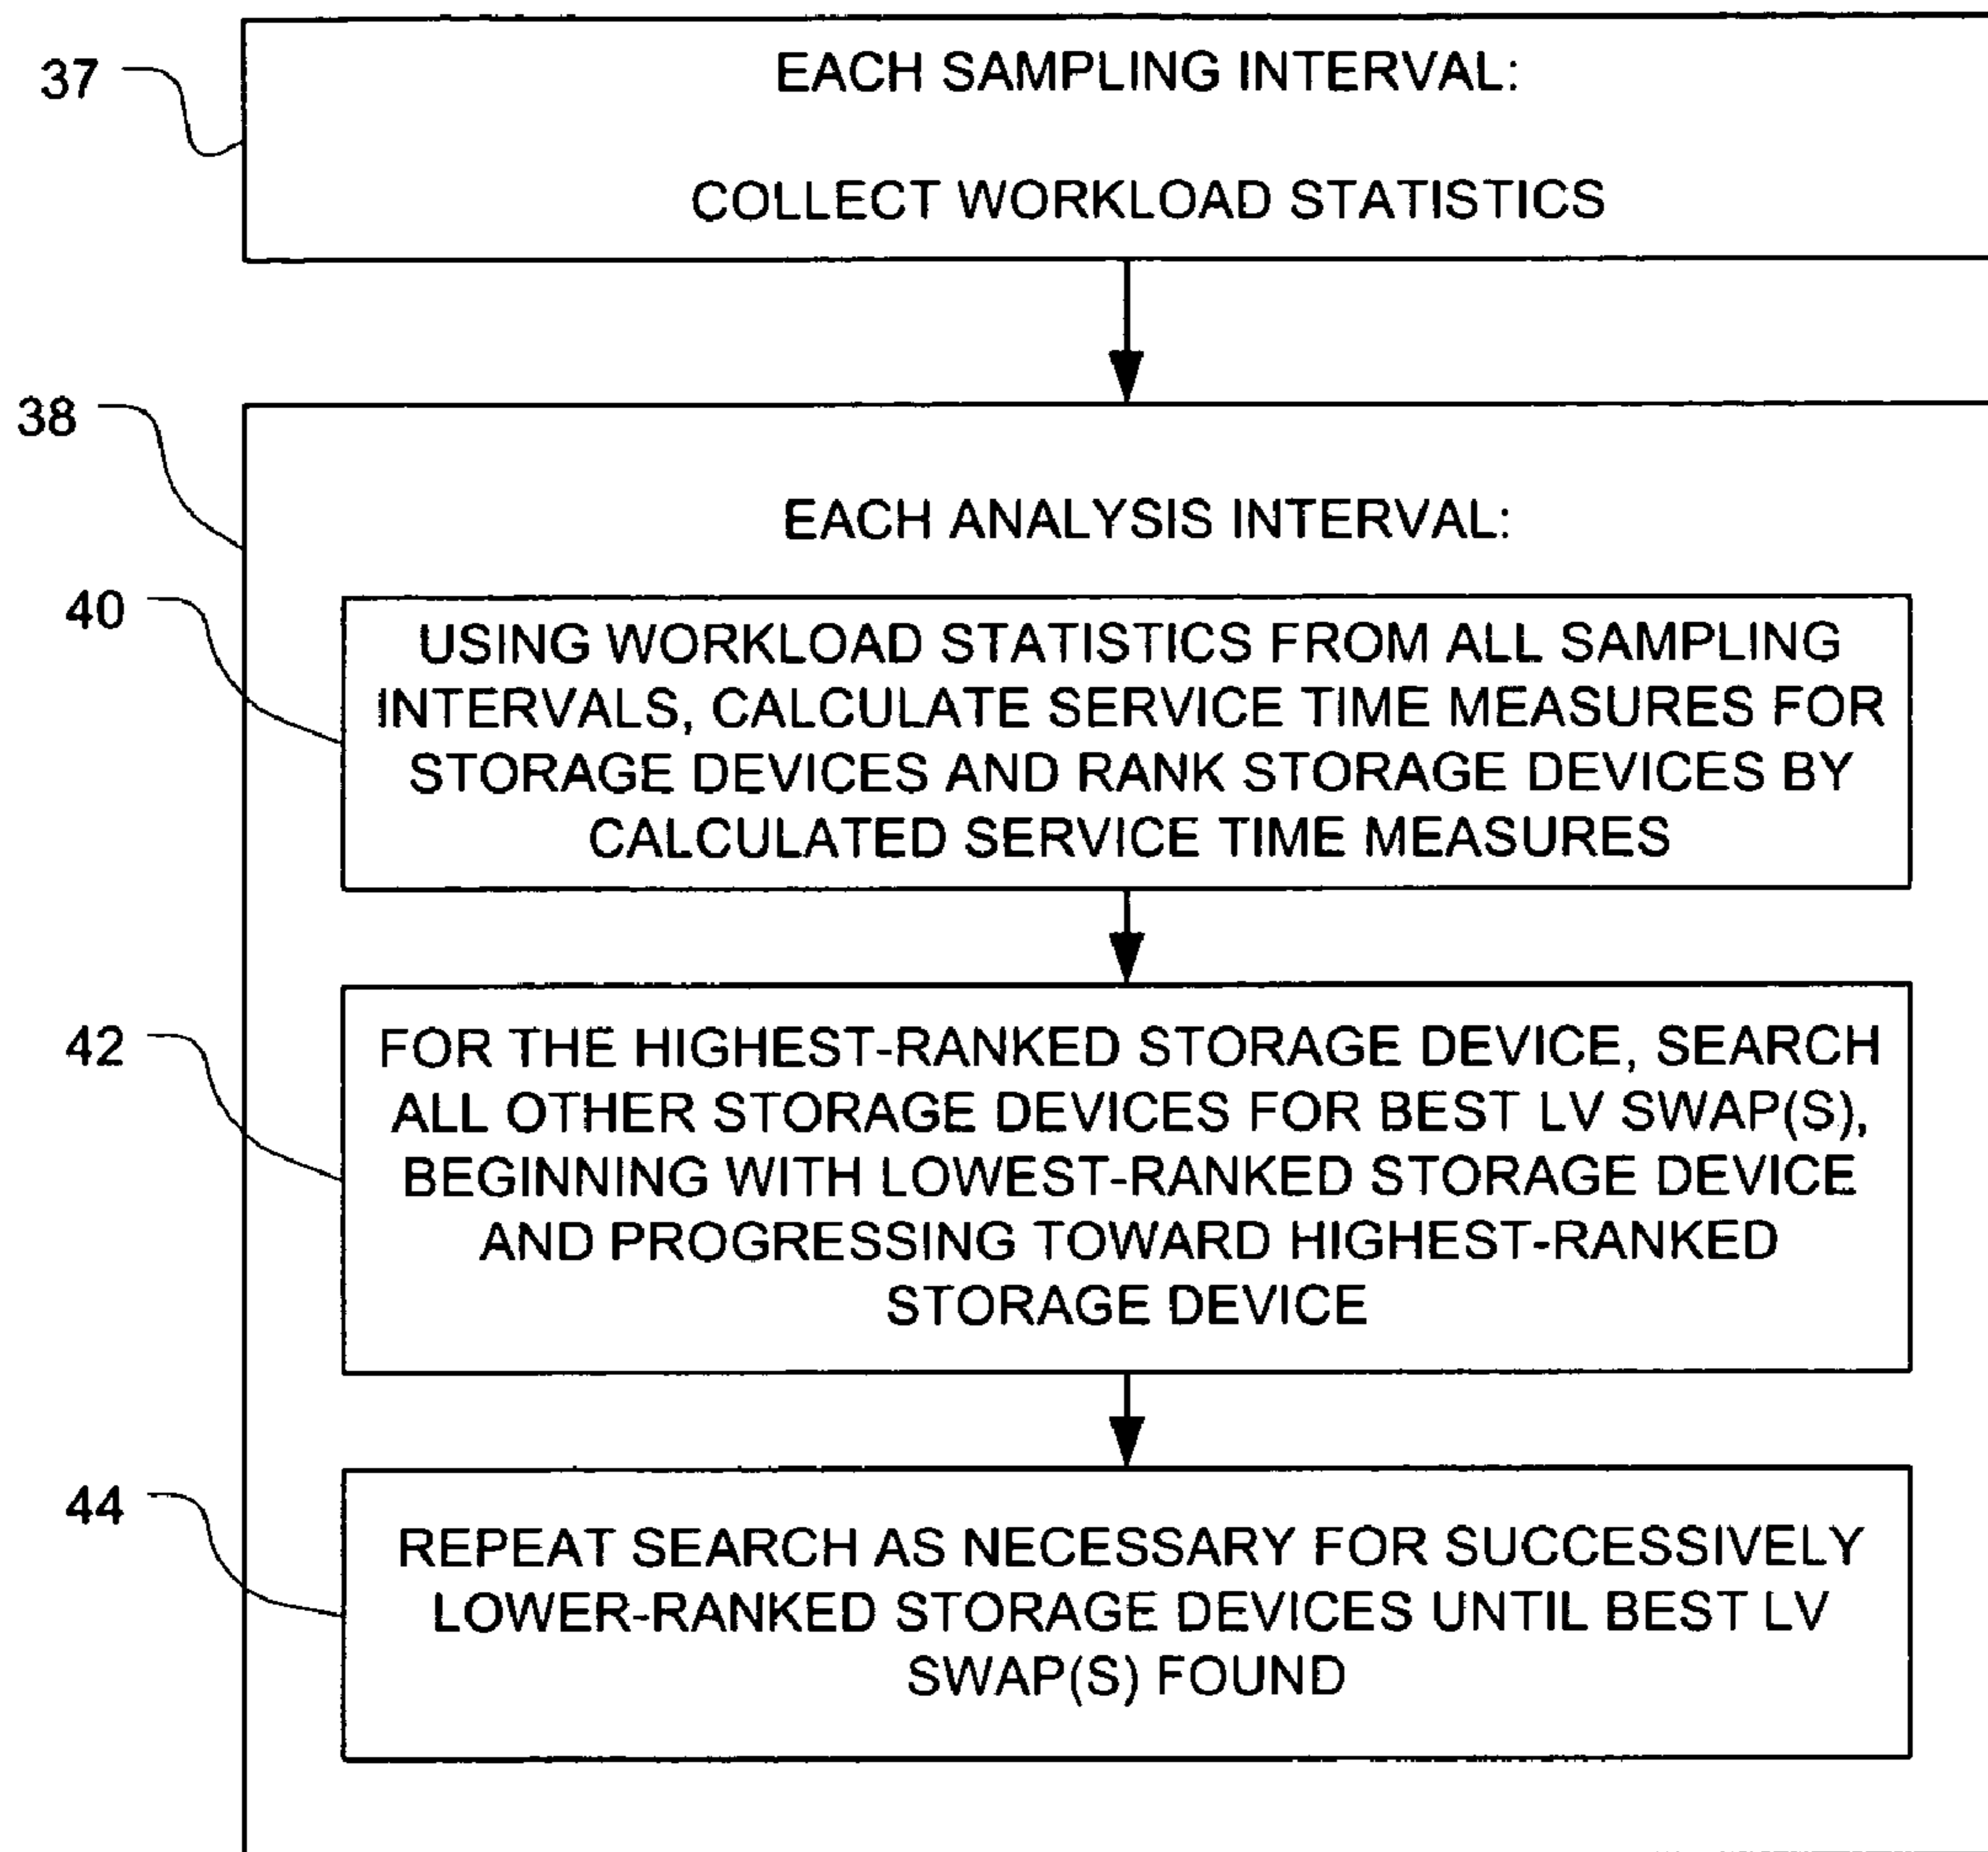 37
EACH SAMPLING INTERVAL:
COLLECT WORKLOAD STATISTICS
38
EACH ANALYSIS INTERVAL:
40
USING WORKLOAD STATISTICS FROM ALL SAMPLING
INTERVALS, CALCULATE SERVICE TIME MEASURES FOR
STORAGE DEVICES AND RANK STORAGE DEVICES BY
CALCULATED SERVICE TIME MEASURES
42
FOR THE HIGHEST-RANKED STORAGE DEVICE, SEARCH
ALL OTHER STORAGE DEVICES FOR BEST LV SWAP(S),
BEGINNING WITH LOWEST-RANKED STORAGE DEVICE
AND PROGRESSING TOWARD HIGHEST-RANKED
STORAGE DEVICE
44
REPEAT SEARCH AS NECESSARY FOR SUCCESSIVELY
LOWER-RANKED STORAGE DEVICES UNTIL BEST LV
SWAP(S) FOUND